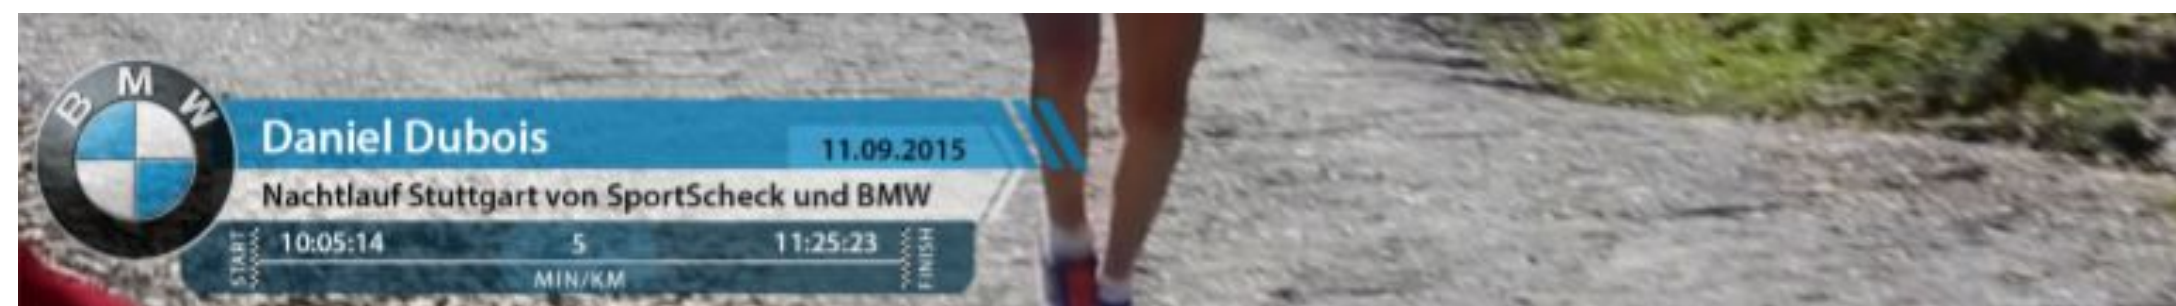 BMW
Daniel Dubois
11.09.2015
Nachtlauf Stuttgart von SportScheck und BMW
START 10:05:14 5 11:25:23 FINISH
MIN/KM